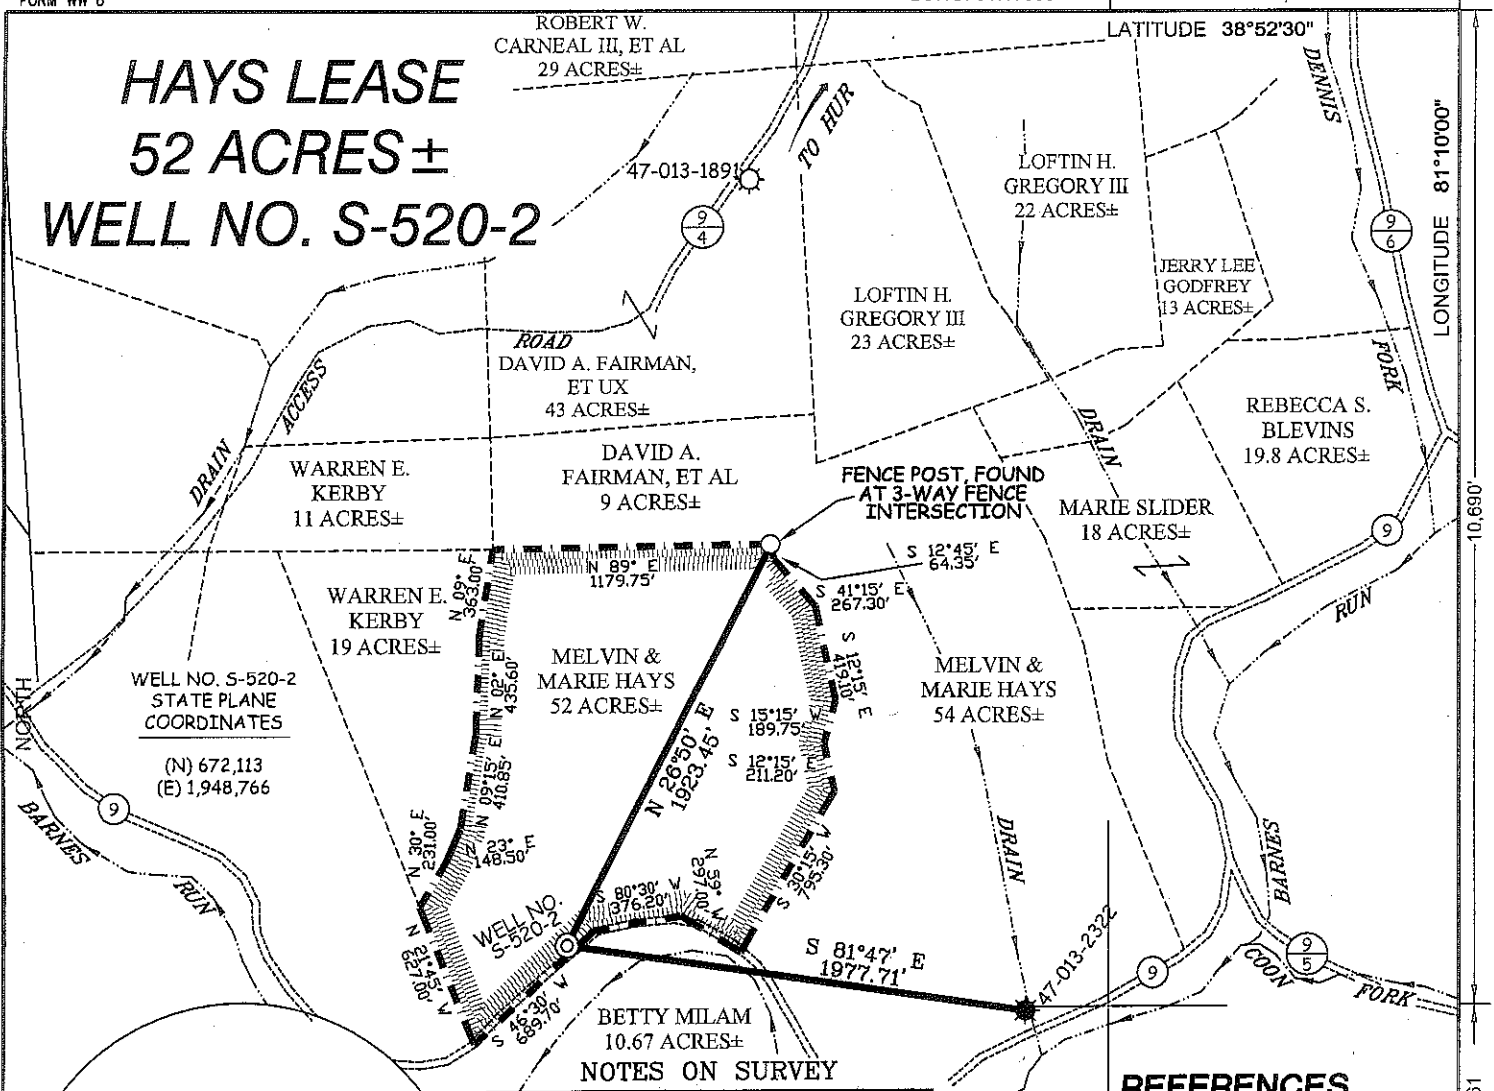 FORM WW 6
LATITUDE 38°52'30"
LONGITUDE 81°10'00"
10,690'
HAYS LEASE
52 ACRES ±
WELL NO. S-520-2
ROBERT W.
CARNEAL III, ET AL
29 ACRES±
47-013-1891
TO HUR
9
4
LOFTIN H.
GREGORY III
22 ACRES±
DENNIS
FORK
9
6
JERRY LEE
GODFREY
13 ACRES±
LOFTIN H.
GREGORY III
23 ACRES±
ACCESS
ROAD
DAVID A. FAIRMAN,
ET UX
43 ACRES±
DRAIN
DRAIN
REBECCA S.
BLEVINS
19.8 ACRES±
WARREN E.
KERBY
11 ACRES±
DAVID A.
FAIRMAN, ET AL
9 ACRES±
FENCE POST, FOUND
AT 3-WAY FENCE
INTERSECTION
MARIE SLIDER
18 ACRES±
9
RUN
S 12°45' E
64.35'
S 41°15' E
267.30'
S 12°15' E
419.10'
S 15°15' W
189.75'
S 12°15' E
211.20'
S 30°15' W
795.30'
N 59° W
297.00'
S 80°30' W
376.20'
S 46°30' W
689.70'
N 21°45' W
627.00'
N 30° E
231.00'
N 23° E
148.50'
N 09°15' E
410.85'
N 02° E
435.60'
N 09° E
363.00'
N 89° E
1179.75'
WARREN E.
KERBY
19 ACRES±
MELVIN &
MARIE HAYS
52 ACRES±
MELVIN &
MARIE HAYS
54 ACRES±
N 26°50' E
1923.45'
WELL NO. S-520-2
STATE PLANE
COORDINATES
(N) 672,113
(E) 1,948,766
NORTH
9
BARNES
RUN
WELL NO.
S-520-2
S 81°47' E
1977.71'
DRAIN
47-013-2322
BARNES
9
COON
FORK
9
5
BETTY MILAM
10.67 ACRES±
NOTES ON SURVEY
REFERENCES